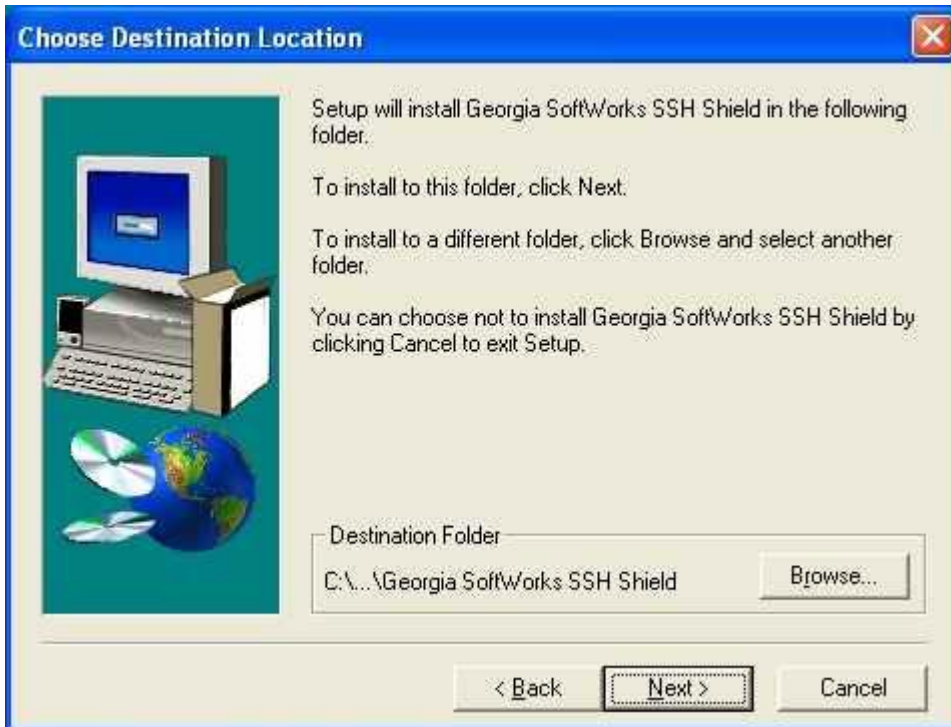 Choose Destination Location
Setup will install Georgia SoftWorks SSH Shield in the following
folder.
To install to this folder, click Next.
To install to a different folder, click Browse and select another
folder.
You can choose not to install Georgia SoftWorks SSH Shield by
clicking Cancel to exit Setup.
Destination Folder
C:\...\Georgia SoftWorks SSH Shield
Browse...
< Back
Next >
Cancel